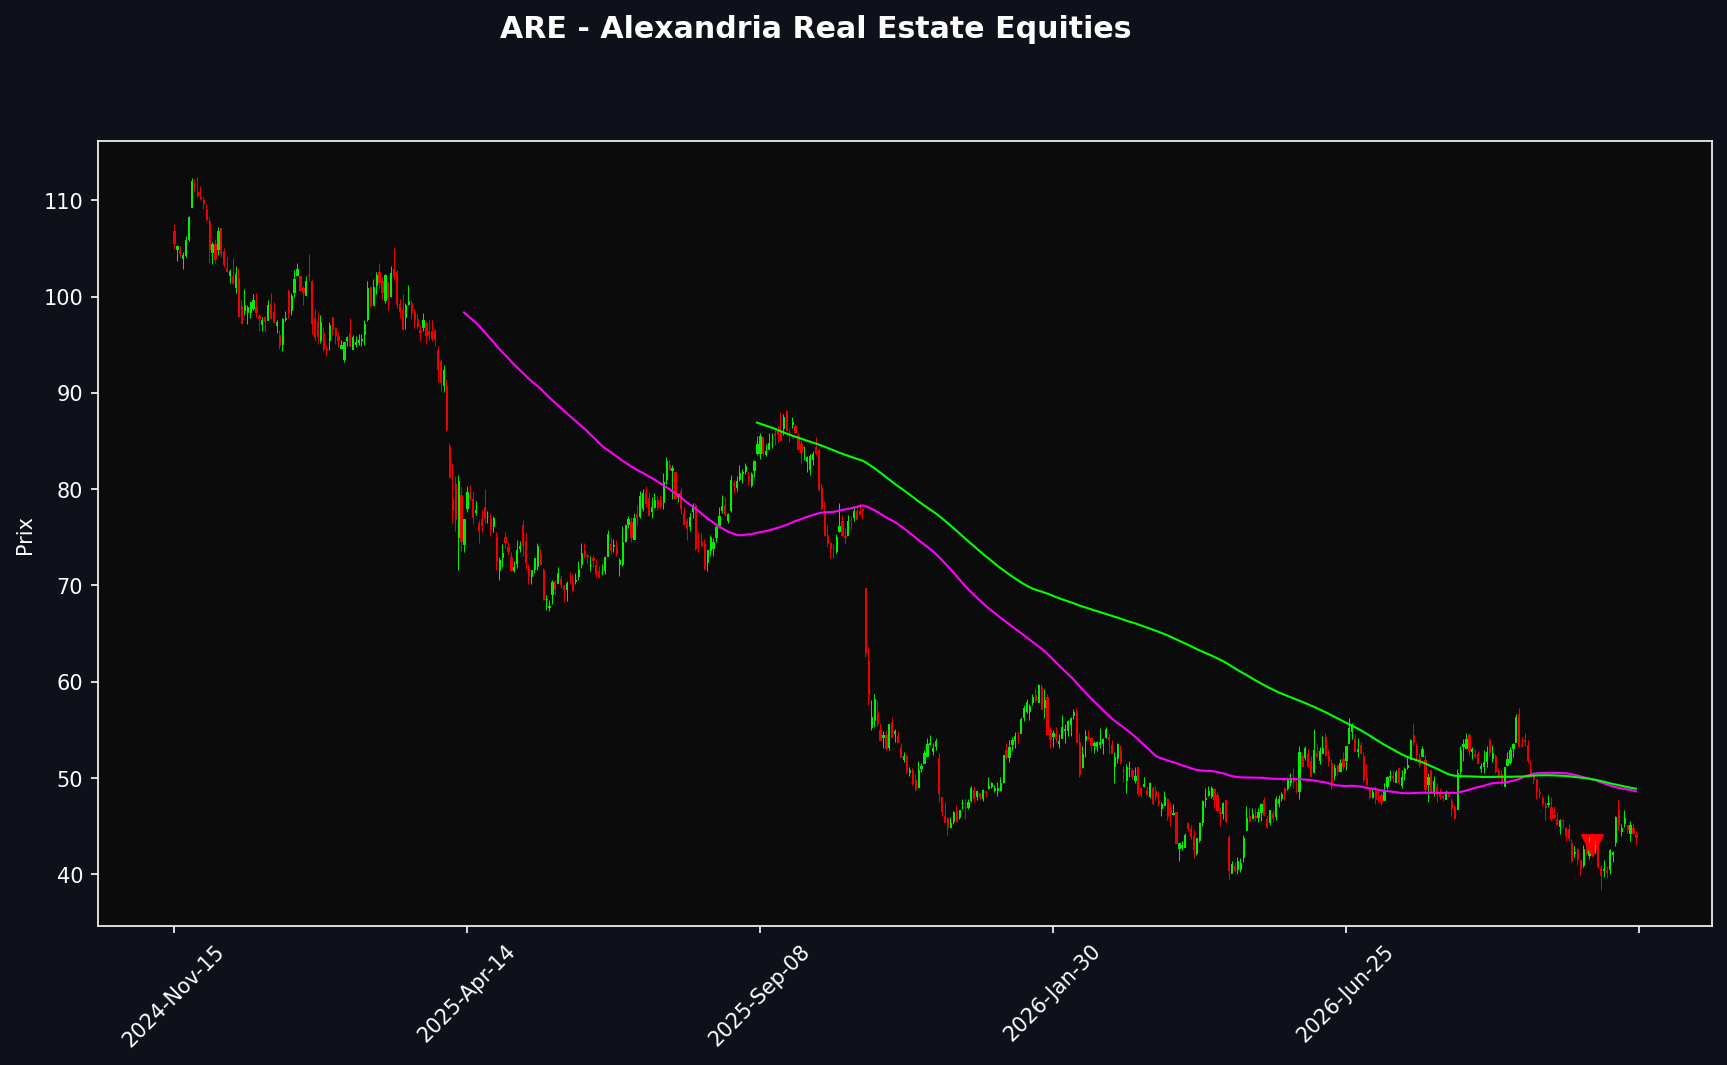 ARE - Alexandria Real Estate Equities
Prix
110
100
90
80
70
60
50
40
2024-Nov-15
2025-Apr-14
2025-Sep-08
2026-Jan-30
2026-Jun-25